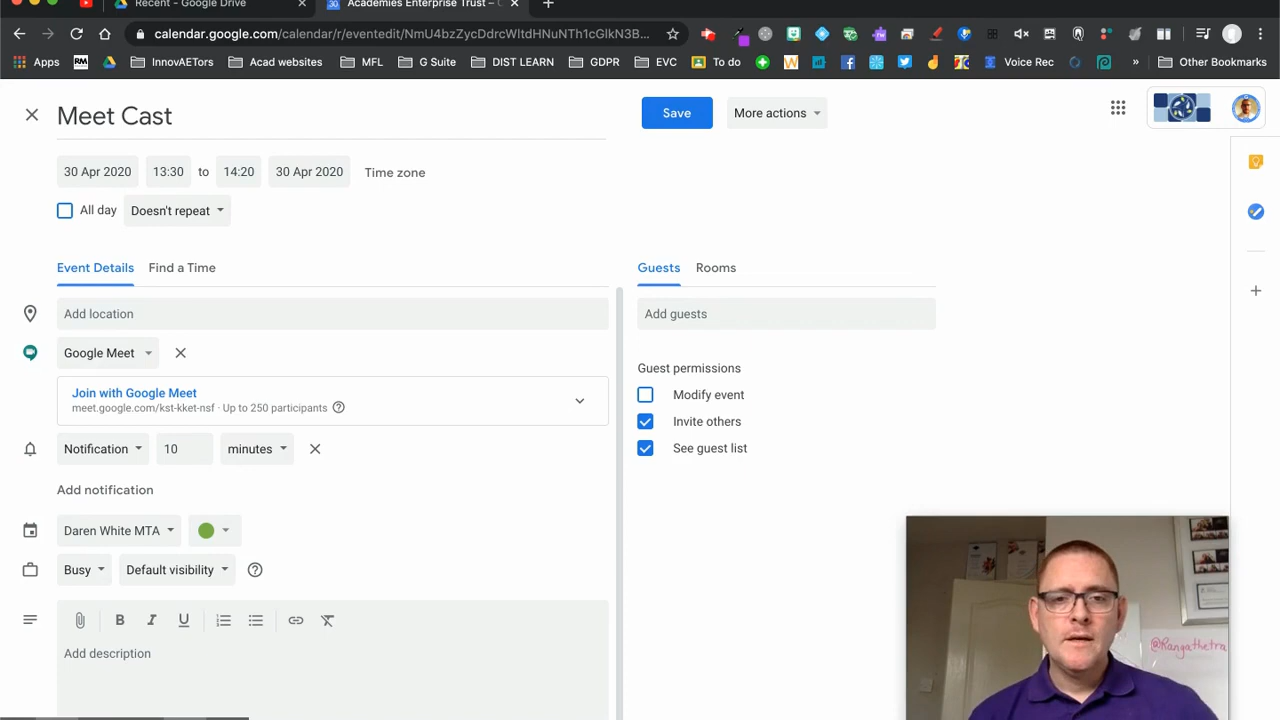 Recent - Google Drive
Academies Enterprise Trust –
calendar.google.com/calendar/r/eventedit/NmU4bzZycDdrcWltdHNuNTh1cGlkN3B...
Apps
RM
InnovAETors
Acad websites
MFL
G Suite
DIST LEARN
GDPR
EVC
To do
Voice Rec
»
Other Bookmarks
Meet Cast
Save
More actions
30 Apr 2020
13:30
to
14:20
30 Apr 2020
Time zone
All day
Doesn't repeat
Event Details
Find a Time
Guests
Rooms
Add location
Add guests
Google Meet
Guest permissions
Join with Google Meet
meet.google.com/kst-kket-nsf · Up to 250 participants
Modify event
Invite others
See guest list
Notification
10
minutes
Add notification
Daren White MTA
Busy
Default visibility
B I U
Add description
@Rangathetra